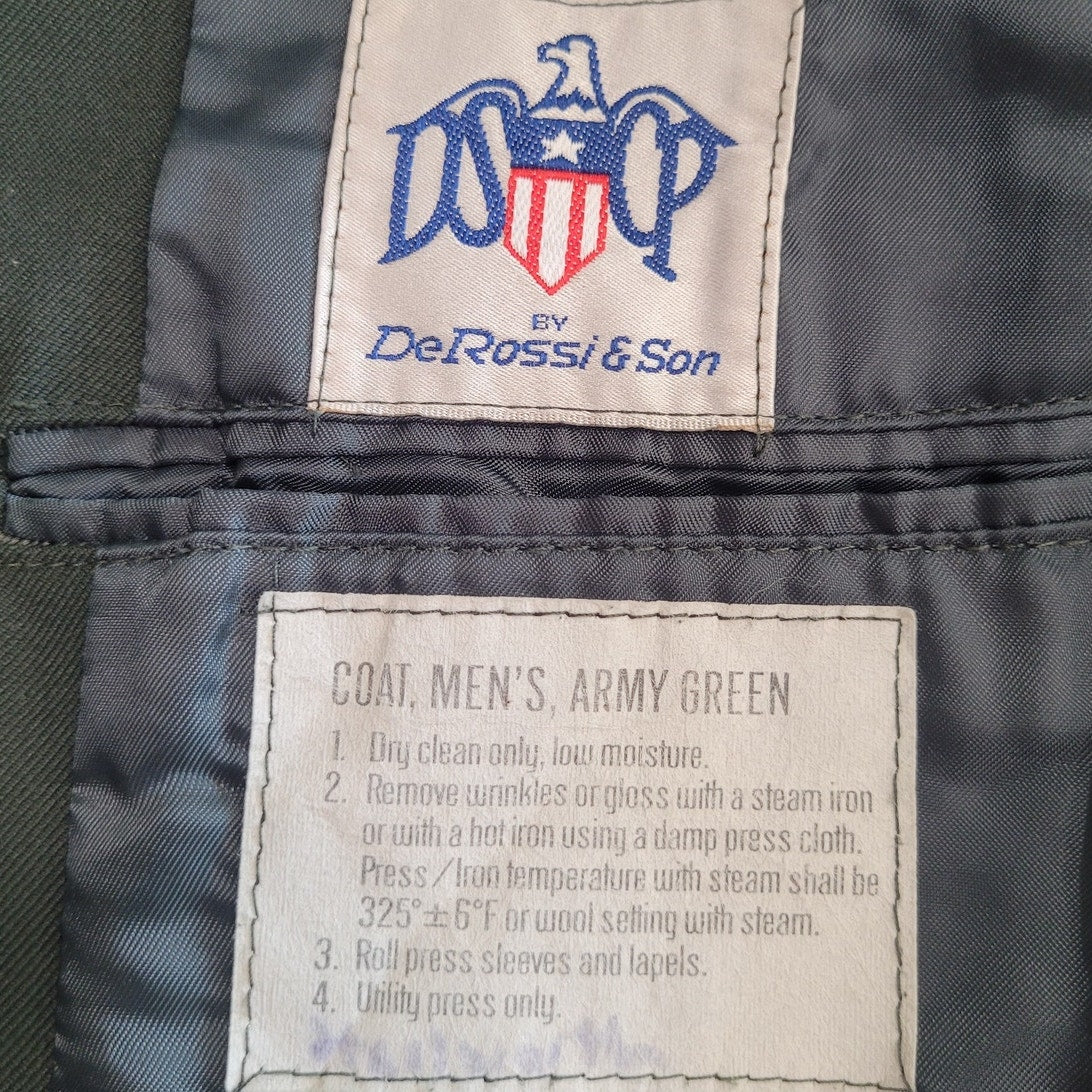 DSCP
BY
DeRossi & Son
COAT, MEN'S, ARMY GREEN
1. Dry clean only, low moisture.
2. Remove wrinkles or gloss with a steam iron
or with a hot iron using a damp press cloth.
Press/Iron temperature with steam shall be
325°±6°F or wool setting with steam.
3. Roll press sleeves and lapels.
4. Utility press only.